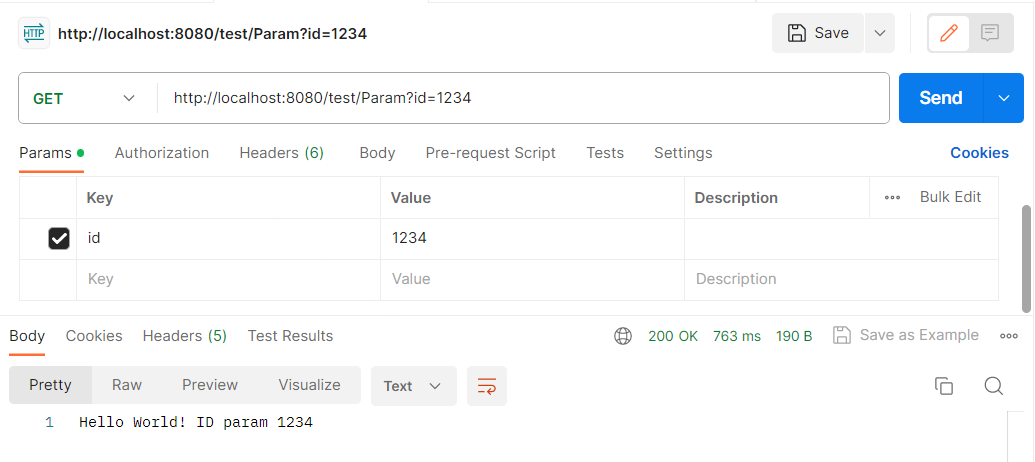 HTTP http://localhost:8080/test/Param?id=1234 Save
GET http://localhost:8080/test/Param?id=1234 Send
Params Authorization Headers (6) Body Pre-request Script Tests Settings Cookies
Key Value Description Bulk Edit
id 1234
Key Value Description
Body Cookies Headers (5) Test Results 200 OK 763 ms 190 B Save as Example
Pretty Raw Preview Visualize Text
1 Hello World! ID param 1234